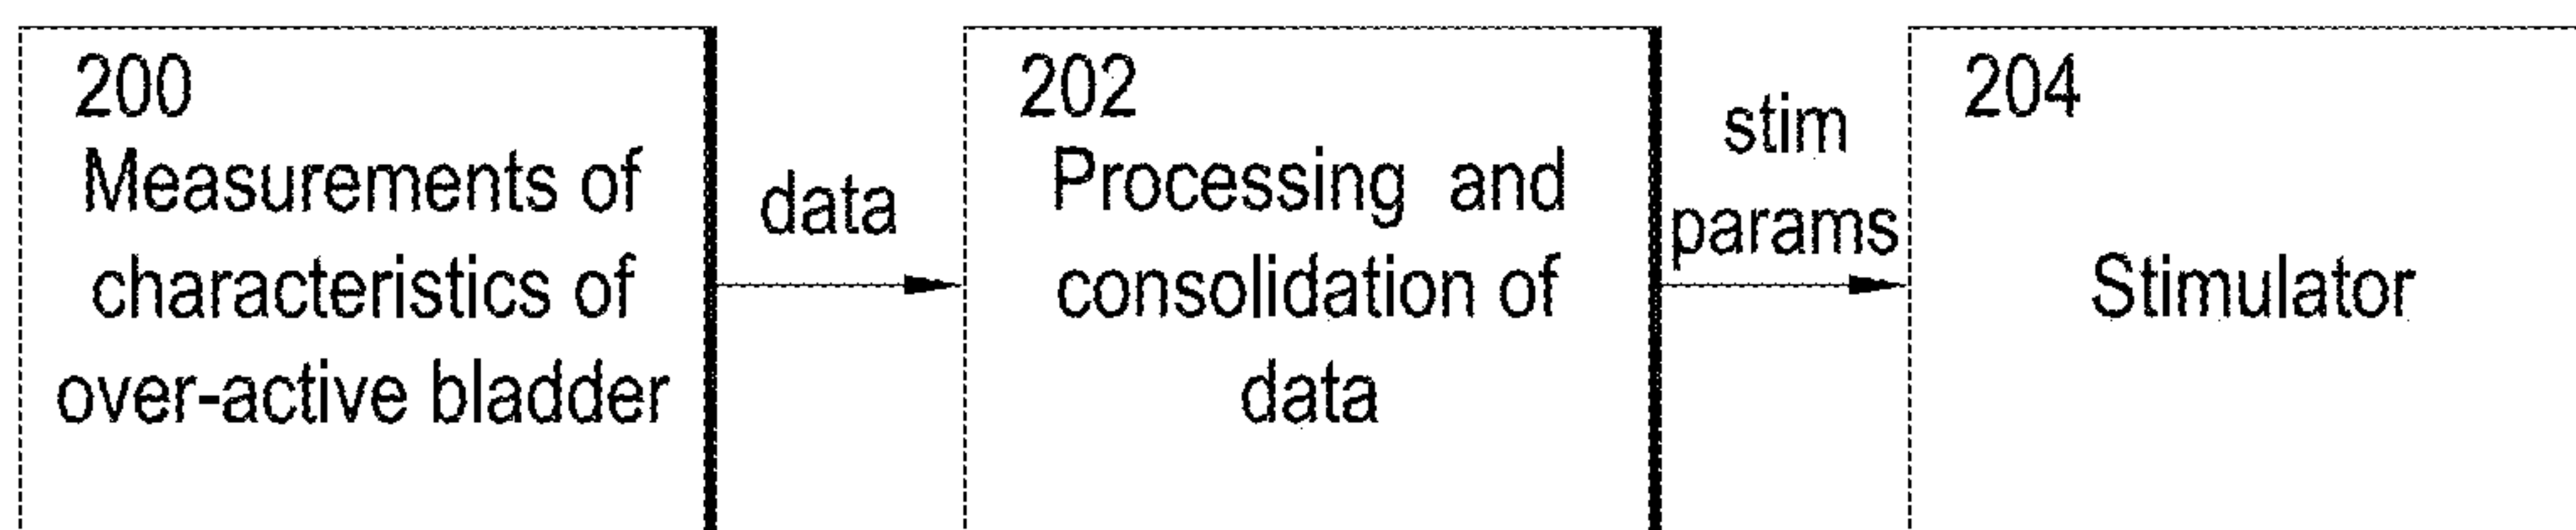 200
Measurements of
characteristics of
over-active bladder
data
202
Processing and
consolidation of
data
stim
params
204
Stimulator